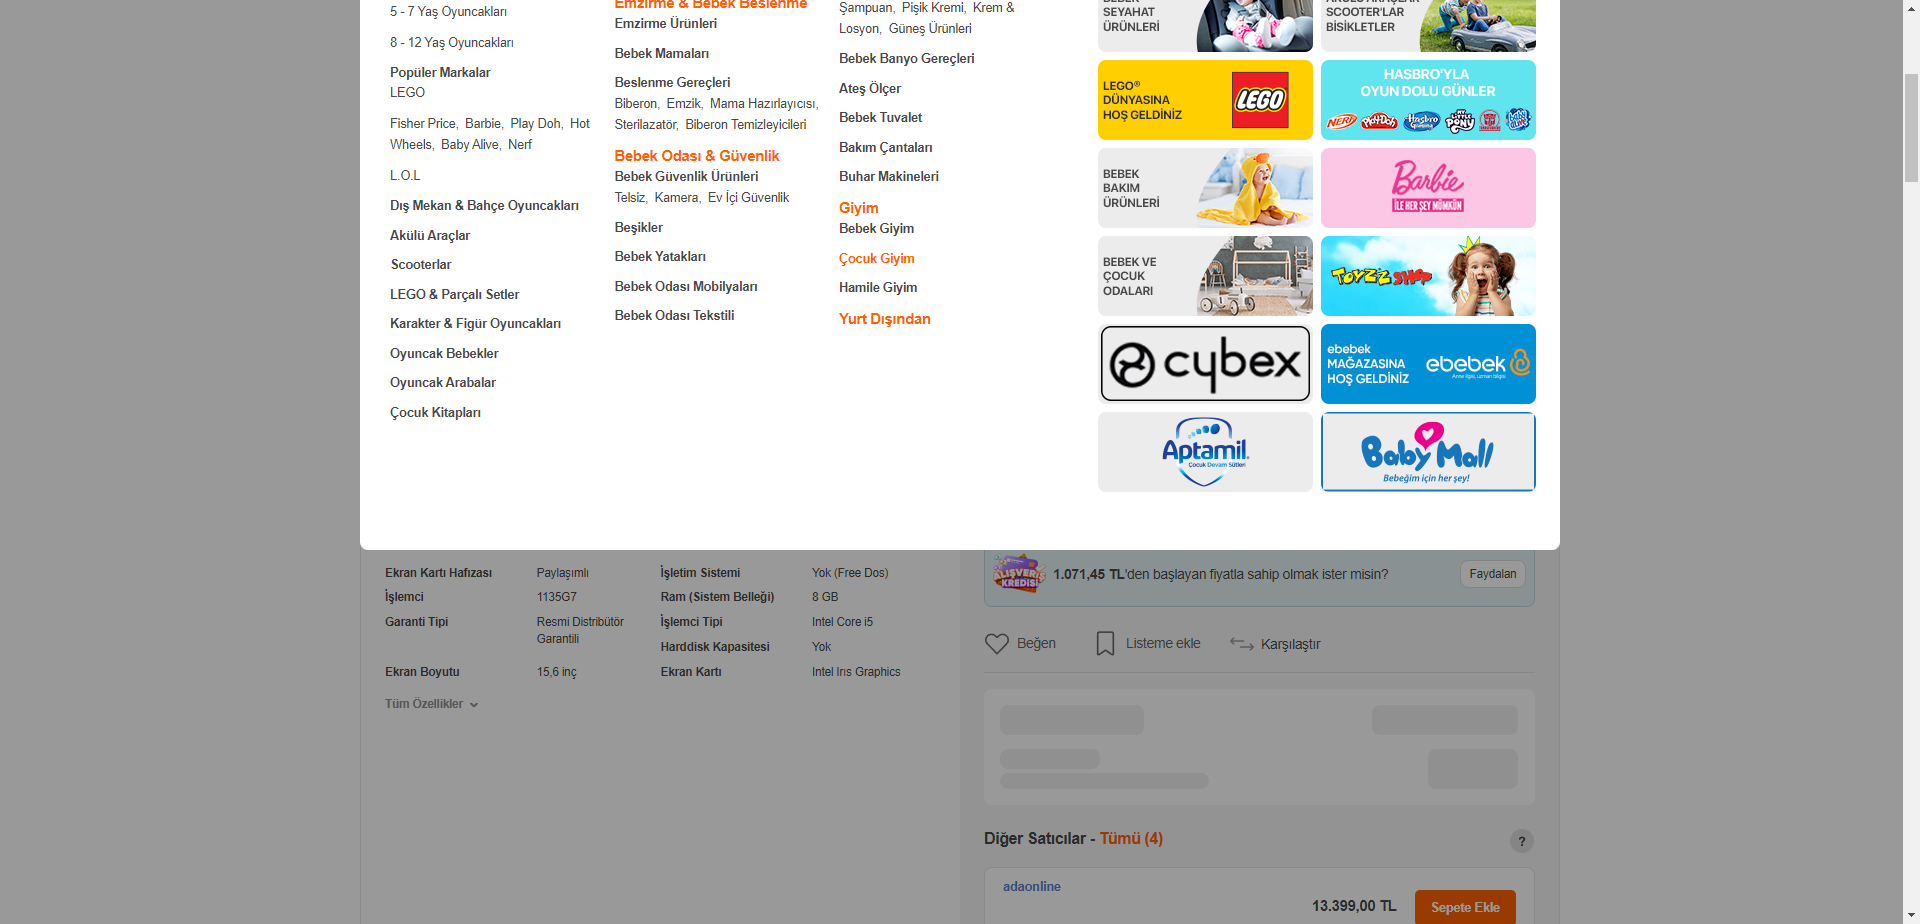 5 - 7 Yaş Oyuncakları
8 - 12 Yaş Oyuncakları
Popüler Markalar
LEGO
Fisher Price, Barbie, Play Doh, Hot
Wheels, Baby Alive, Nerf
L.O.L
Dış Mekan & Bahçe Oyuncakları
Akülü Araçlar
Scooterlar
LEGO & Parçalı Setler
Karakter & Figür Oyuncakları
Oyuncak Bebekler
Oyuncak Arabalar
Çocuk Kitapları
Emzirme & Bebek Beslenme
Emzirme Ürünleri
Bebek Mamaları
Beslenme Gereçleri
Biberon, Emzik, Mama Hazırlayıcısı,
Sterilazatör, Biberon Temizleyicileri
Bebek Odası & Güvenlik
Bebek Güvenlik Ürünleri
Telsiz, Kamera, Ev İçi Güvenlik
Beşikler
Bebek Yatakları
Bebek Odası Mobilyaları
Bebek Odası Tekstili
Şampuan, Pişik Kremi, Krem &
Losyon, Güneş Ürünleri
Bebek Banyo Gereçleri
Ateş Ölçer
Bebek Tuvalet
Bakım Çantaları
Buhar Makineleri
Giyim
Bebek Giyim
Çocuk Giyim
Hamile Giyim
Yurt Dışından
BEBEK
SEYAHAT
ÜRÜNLERİ
AKÜLÜ ARAÇLAR
SCOOTER'LAR
BİSİKLETLER
LEGO®
DÜNYASINA
HOŞ GELDİNİZ
LEGO
HASBRO'YLA
OYUN DOLU GÜNLER
NERF Play-Doh Hasbro GAMING MY LITTLE PONY TRANSFORMERS baby alive
BEBEK
BAKIM
ÜRÜNLERİ
Barbie
İLE HER ŞEY MÜMKÜN
BEBEK VE
ÇOCUK
ODALARI
TOYZZ SHOP
cybex
ebebek
MAĞAZASINA
HOŞ GELDİNİZ
ebebek
Anne ilgisi, uzman bilgisi
Aptamil
Çocuk Devam Sütleri
Baby Mall
Bebeğim için her şey!
Ekran Kartı Hafızası Paylaşımlı İşletim Sistemi Yok (Free Dos)
İşlemci 1135G7 Ram (Sistem Belleği) 8 GB
Garanti Tipi Resmi Distribütör İşlemci Tipi Intel Core i5
Garantili
Harddisk Kapasitesi Yok
Ekran Boyutu 15,6 inç Ekran Kartı Intel Iris Graphics
Tüm Özellikler
ALIŞVERİŞ
KREDİSİ
1.071,45 TL'den başlayan fiyatla sahip olmak ister misin?
Faydalan
Beğen Listeme ekle Karşılaştır
Diğer Satıcılar - Tümü (4)
?
adaonline
13.399,00 TL
Sepete Ekle